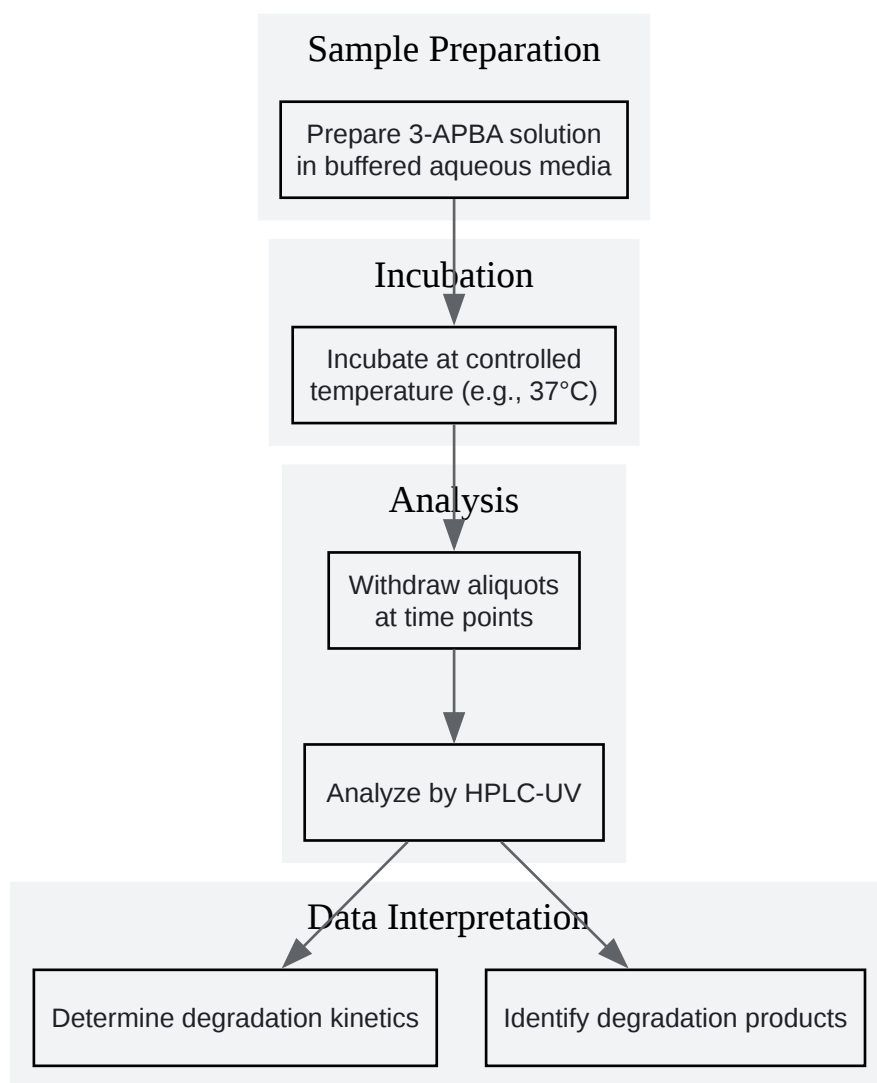 Sample Preparation
Prepare 3-APBA solution
in buffered aqueous media
Incubation
Incubate at controlled
temperature (e.g., 37°C)
Analysis
Withdraw aliquots
at time points
Analyze by HPLC-UV
Data Interpretation
Determine degradation kinetics
Identify degradation products